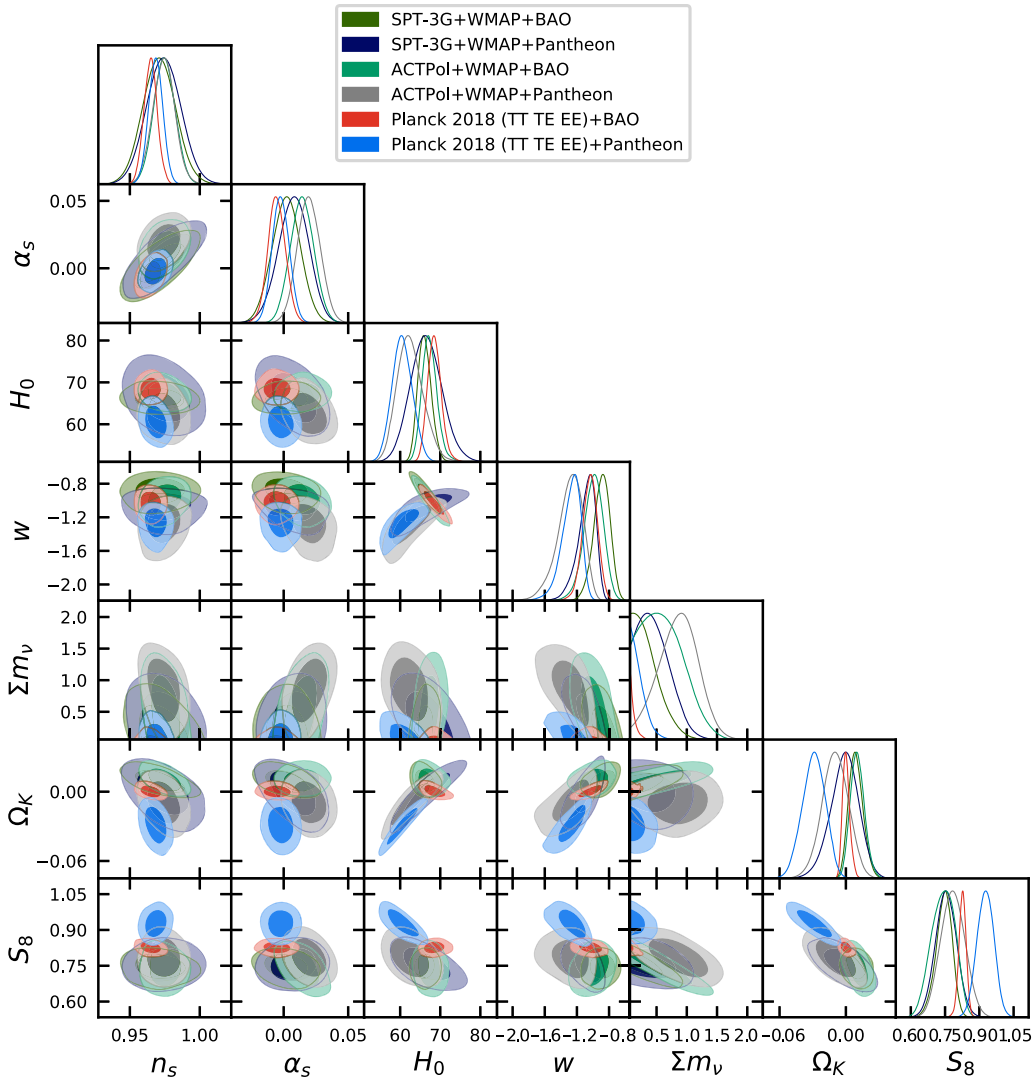 SPT-3G+WMAP+BAO
SPT-3G+WMAP+Pantheon
ACTPol+WMAP+BAO
ACTPol+WMAP+Pantheon
Planck 2018 (TT TE EE)+BAO
Planck 2018 (TT TE EE)+Pantheon
0.05
0.00
α_s
80
70
60
H_0
−0.8
−1.2
−1.6
−2.0
w
2.0
1.5
1.0
0.5
Σm_ν
0.00
−0.06
Ω_K
1.05
0.90
0.75
0.60
S_8
0.95 1.00 0.00 0.05 60 70 80 −2.0 −1.6 −1.2 −0.8 0.5 1.0 1.5 2.0 −0.06 0.00 0.60 0.75 0.90 1.05
n_s α_s H_0 w Σm_ν Ω_K S_8